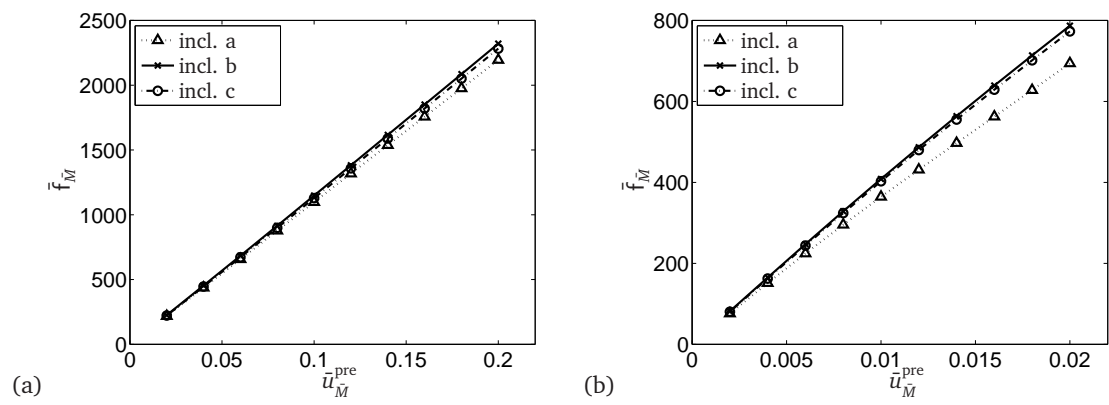 2500
2000
1500
1000
500
0
0 0.05 0.1 0.15 0.2
incl. a
incl. b
incl. c
f̄_M̄
ū_M̄^pre
(a)
800
600
400
200
0
0 0.005 0.01 0.015 0.02
incl. a
incl. b
incl. c
f̄_M̄
ū_M̄^pre
(b)